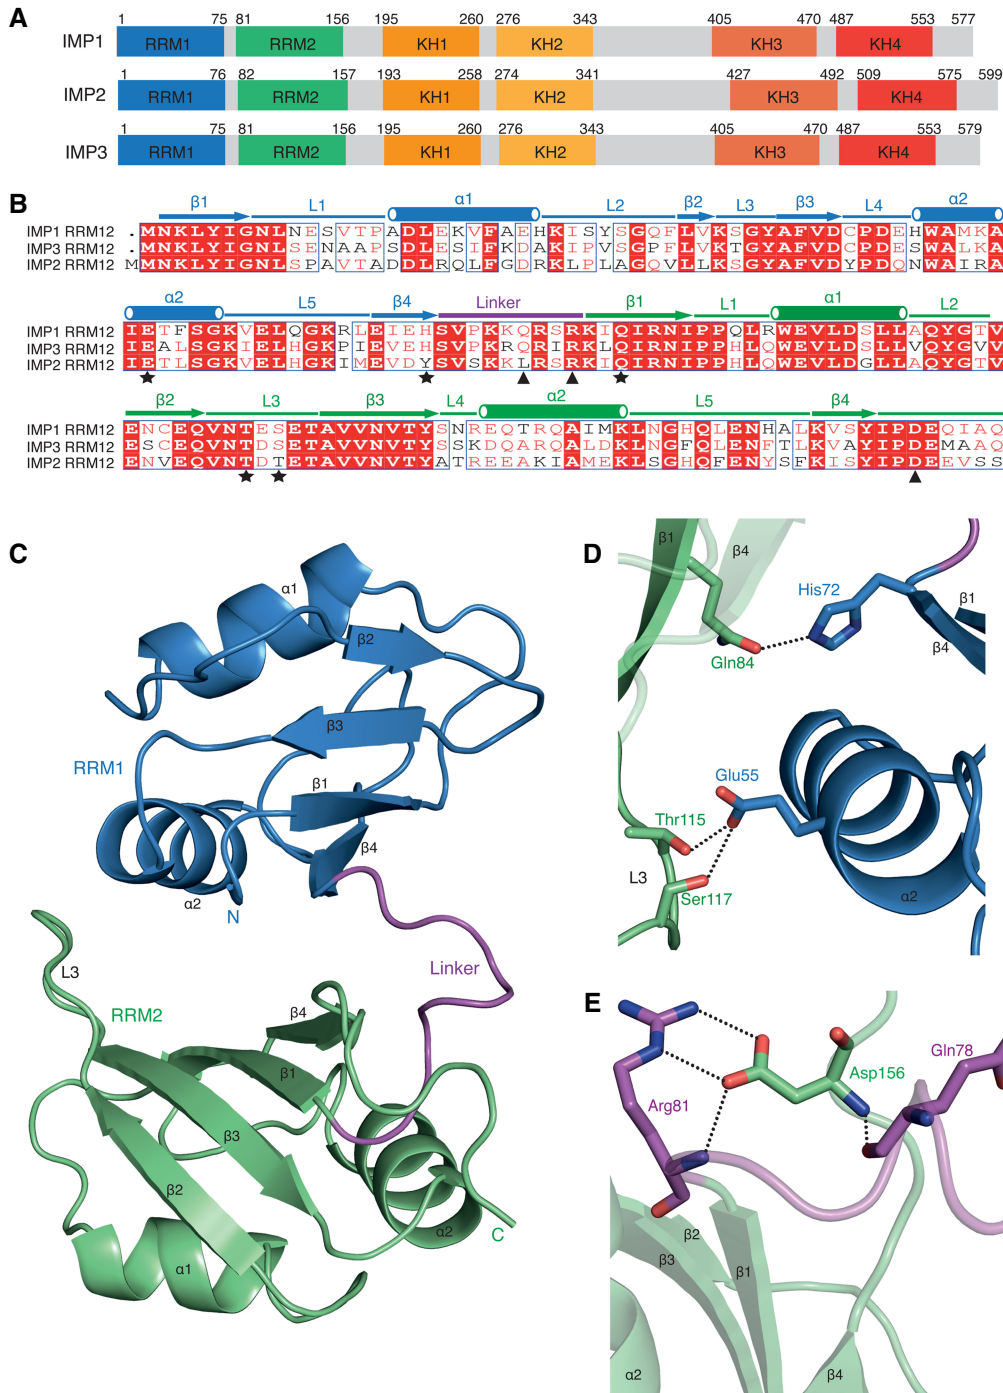 A
1 75 81 156 195 260 276 343 405 470 487 553 577
IMP1 RRM1 RRM2 KH1 KH2 KH3 KH4
1 76 82 157 193 258 274 341 427 492 509 575 599
IMP2 RRM1 RRM2 KH1 KH2 KH3 KH4
1 75 81 156 195 260 276 343 405 470 487 553 579
IMP3 RRM1 RRM2 KH1 KH2 KH3 KH4
B
β1 L1 α1 L2 β2 L3 β3 L4 α2
IMP1 RRM12 .MNKLYIGNLNESVTPADLEKVFAEHKISYSGQFLVKSGYAFVDCPDEHWAMKA
IMP3 RRM12 .MNKLYIGNLSENAAPSDLESIFKDAKIPVSGPFLVKTGYAFVDCPDESWALKA
IMP2 RRM12 MMNKLYIGNLSPAVTADDLRQLFGDRKLPLAGQVLLKSGYAFVDYPDQNWAIRA
α2 L5 β4 Linker β1 L1 α1 L2
IMP1 RRM12 IETFSGKVELQGKRLEIEHSVPKKQRSRKIQIRNIPPQLRWEVLDSLLAQYGTV
IMP3 RRM12 IEALSGKIELHGKPIEVEHSVPKRQRIRKLQIRNIPPHLQWEVLDSLLVQYGVV
IMP2 RRM12 IETLSGKVELHGKIMEVDYSVSKKLRSRKIQIRNIPPHLQWEVLDGLLAQYGTV
β2 L3 β3 L4 α2 L5 β4
IMP1 RRM12 ENCEQVNTESETAVVNVTYSNREQTRQAIMKLNGHQLENHALKVSYIPDEQIAQ
IMP3 RRM12 ESCEQVNTDSETAVVNVTYSSKDQARQALDKLNGFQLENFTLKVAYIPDEMAAQ
IMP2 RRM12 ENVEQVNTDTETAVVNVTYATREEAKIAMEKLSGHQFENYSFKISYIPDEEVSS
C
α1
β2
β3
RRM1
β1
β4
α2
N
L3
Linker
RRM2
β4
β1
β3
β2
α2
C
α1
D
β1
β4
His72
β1
β4
Gln84
Glu55
Thr115
L3
Ser117
α2
E
Gln78
Asp156
Arg81
β2
β3
β1
α2
β4